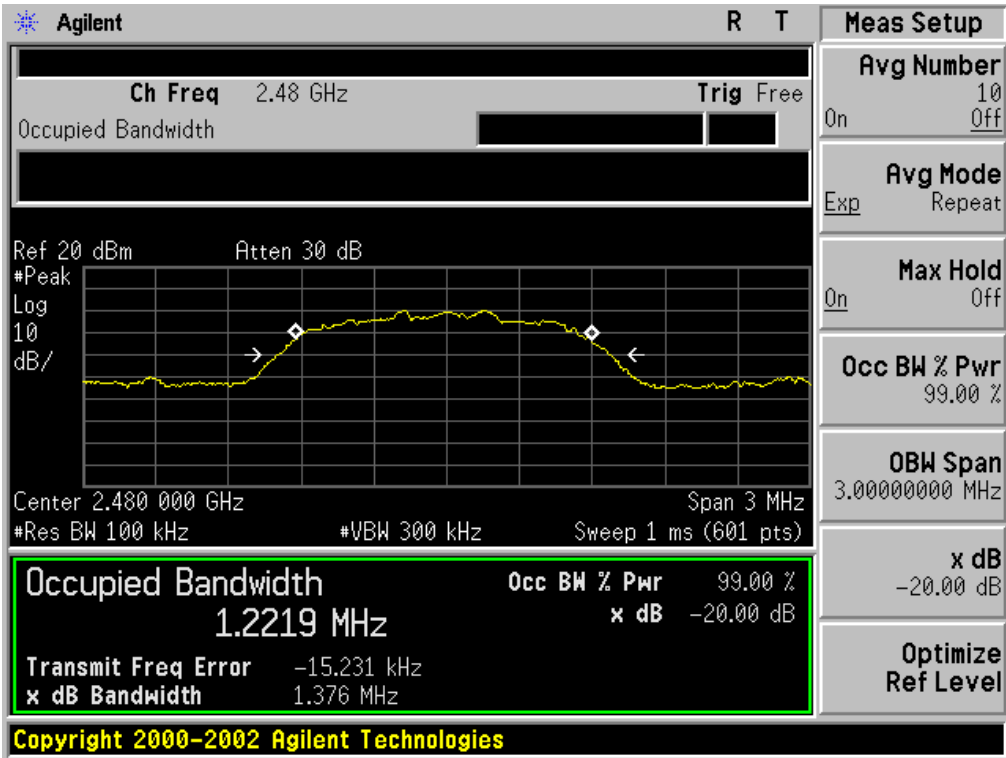 Agilent R T Meas Setup
Ch Freq 2.48 GHz Trig Free
Occupied Bandwidth
Ref 20 dBm Atten 30 dB
#Peak
Log
10
dB/
Center 2.480 000 GHz Span 3 MHz
#Res BW 100 kHz #VBW 300 kHz Sweep 1 ms (601 pts)
Occupied Bandwidth Occ BW % Pwr 99.00 %
1.2219 MHz x dB -20.00 dB
Transmit Freq Error -15.231 kHz
x dB Bandwidth 1.376 MHz
Avg Number
10
On Off
Avg Mode
Exp Repeat
Max Hold
On Off
Occ BW % Pwr
99.00 %
OBW Span
3.00000000 MHz
x dB
-20.00 dB
Optimize
Ref Level
Copyright 2000-2002 Agilent Technologies